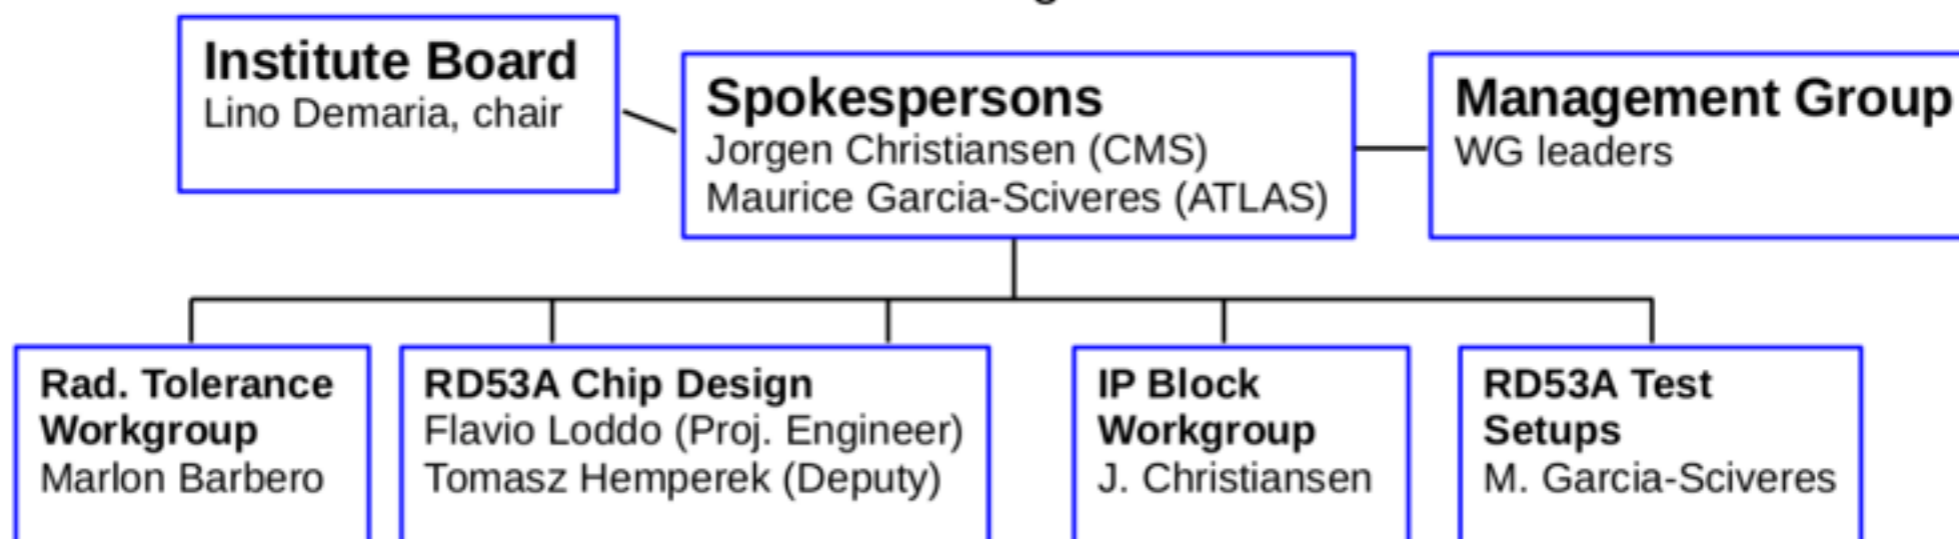 Institute Board
Lino Demaria, chair
Spokespersons
Jorgen Christiansen (CMS)
Maurice Garcia-Sciveres (ATLAS)
Management Group
WG leaders
Rad. Tolerance
Workgroup
Marlon Barbero
RD53A Chip Design
Flavio Loddo (Proj. Engineer)
Tomasz Hemperek (Deputy)
IP Block
Workgroup
J. Christiansen
RD53A Test
Setups
M. Garcia-Sciveres